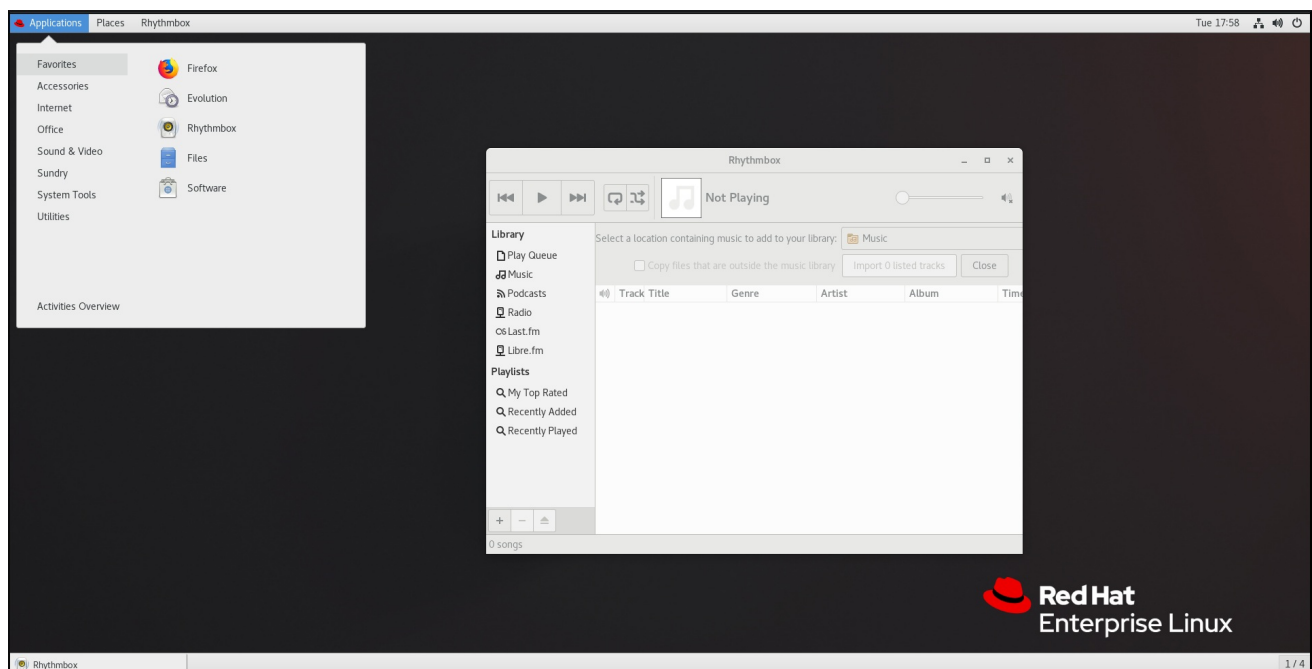 Applications Places Rhythmbox Tue 17:58
Favorites
Accessories
Internet
Office
Sound & Video
Sundry
System Tools
Utilities
Activities Overview
Firefox
Evolution
Rhythmbox
Files
Software
Rhythmbox
Not Playing
Library
Play Queue
Music
Podcasts
Radio
Last.fm
Libre.fm
Playlists
My Top Rated
Recently Added
Recently Played
Select a location containing music to add to your library: Music
Copy files that are outside the music library Import 0 listed tracks Close
Track Title Genre Artist Album Time
0 songs
Red Hat
Enterprise Linux
Rhythmbox 1 / 4